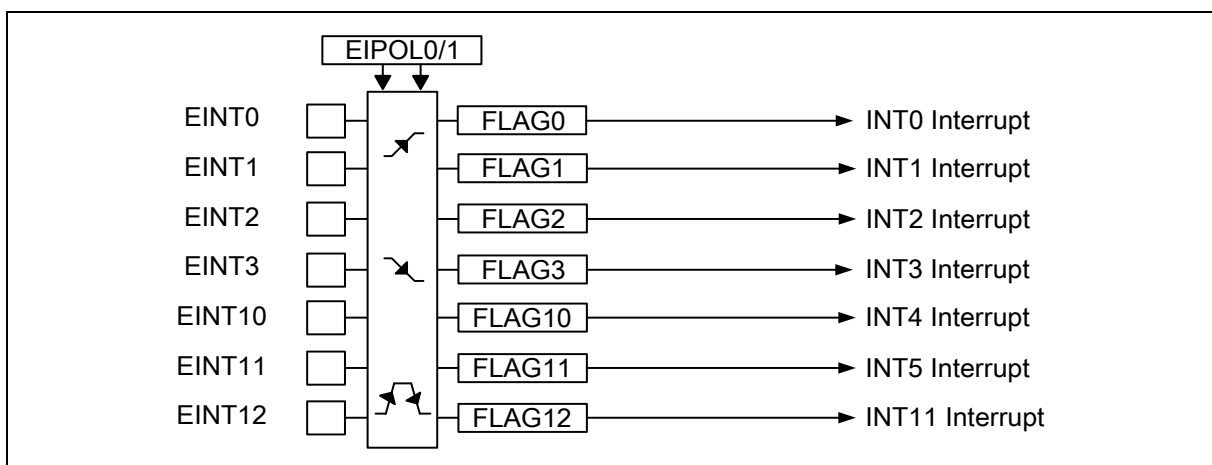 EIPOL0/1
EINT0 FLAG0 INT0 Interrupt
EINT1 FLAG1 INT1 Interrupt
EINT2 FLAG2 INT2 Interrupt
EINT3 FLAG3 INT3 Interrupt
EINT10 FLAG10 INT4 Interrupt
EINT11 FLAG11 INT5 Interrupt
EINT12 FLAG12 INT11 Interrupt